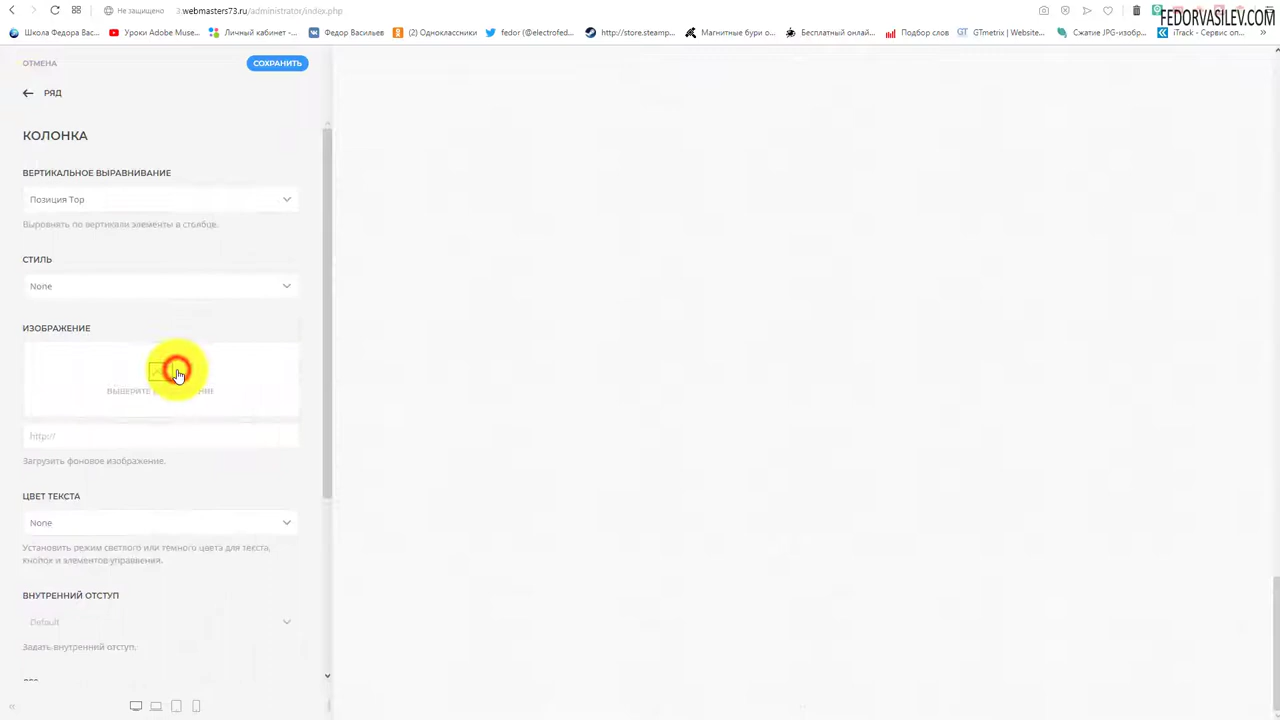 Не защищено
3.webmasters73.ru/administrator/index.php
FEDORVASILEV.COM
Школа Федора Ва...
Уроки Adobe Muse...
Личный кабинет -...
Федор Васильев
(2) Одноклассники
fedor (@electrofed...
http://store.steamp...
Магнитные бури о...
Бесплатный онлай...
Подбор слов
GTmetrix | Website...
Сжатие JPG-изобр...
iTrack - Сервис оп...
ОТМЕНА
СОХРАНИТЬ
РЯД
КОЛОНКА
ВЕРТИКАЛЬНОЕ ВЫРАВНИВАНИЕ
Позиция Top
Выровнять по вертикали элементы в столбце.
СТИЛЬ
None
ИЗОБРАЖЕНИЕ
http://
Загрузить фоновое изображение.
ЦВЕТ ТЕКСТА
None
Установить режим светлого или темного цвета для текста,
кнопок и элементов управления.
ВНУТРЕННИЙ ОТСТУП
Default
Задать внутренний отступ.